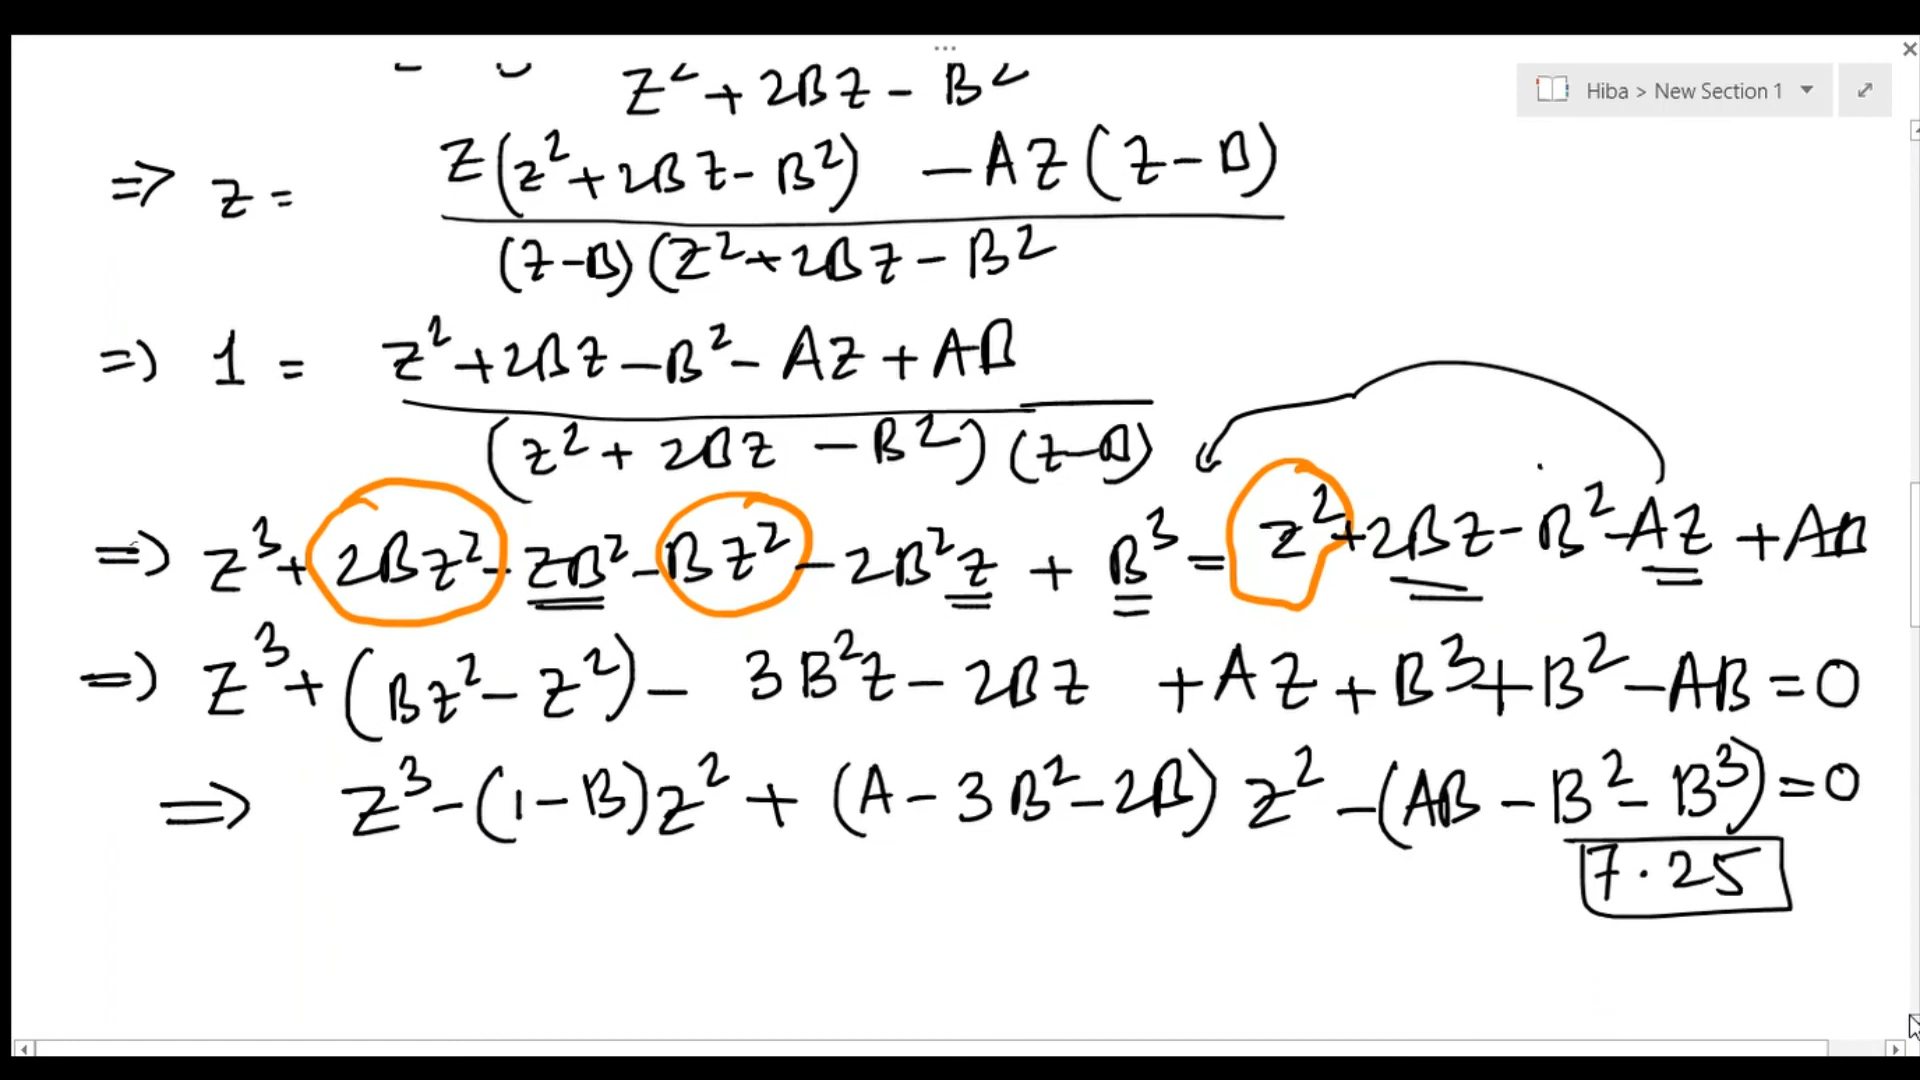 Z² + 2BZ - B²
Hiba > New Section 1
=> Z = Z(Z² + 2BZ - B²) - AZ(Z - B)
(Z - B)(Z² + 2BZ - B²
=> 1 = Z² + 2BZ - B² - AZ + AB
(Z² + 2BZ - B²)(Z - B)
=> Z³ + 2BZ² - ZB² - BZ² - 2B²Z + B³ = Z² + 2BZ - B² - AZ + AB
=> Z³ + (BZ² - Z²) - 3B²Z - 2BZ + AZ + B³ + B² - AB = 0
=> Z³ - (1 - B)Z² + (A - 3B² - 2B) Z² - (AB - B² - B³) = 0
7.25